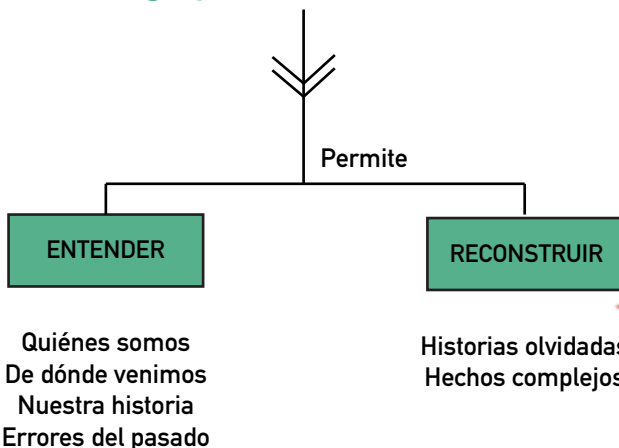 Permite
ENTENDER
RECONSTRUIR
Quiénes somos
De dónde venimos
Nuestra historia
Errores del pasado
Historias olvidadas
Hechos complejos